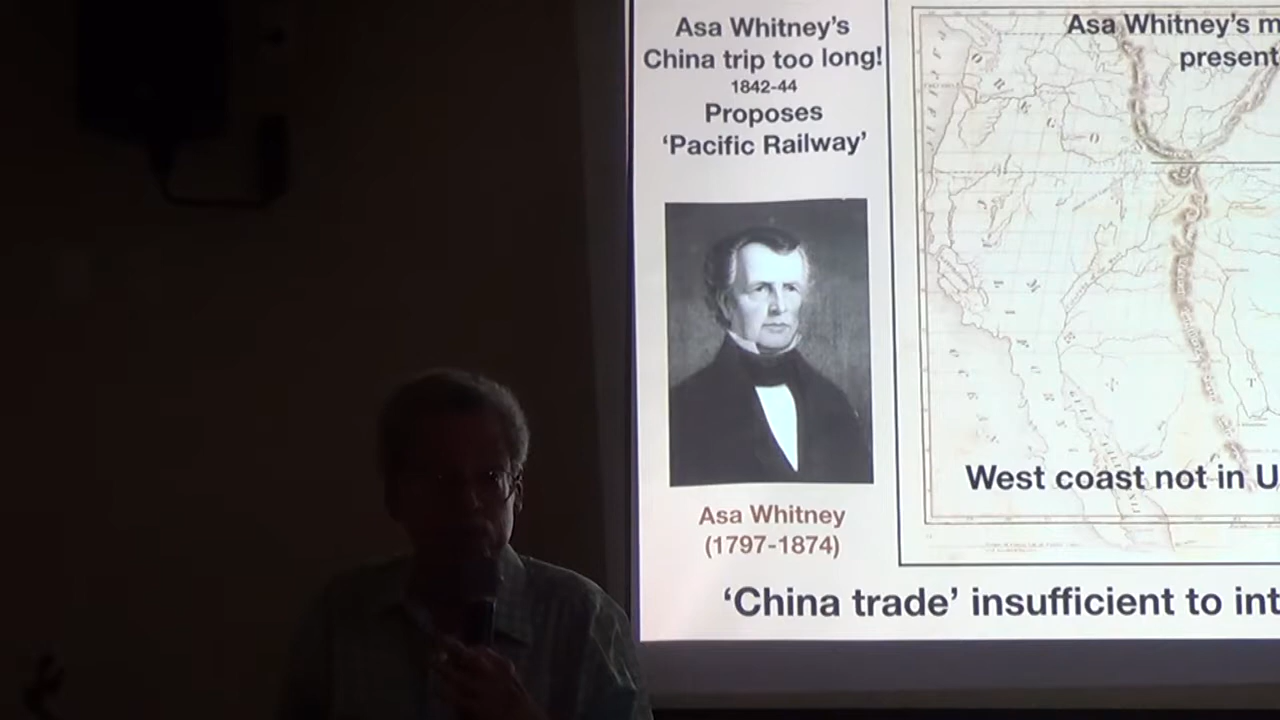 Asa Whitney's
China trip too long!
1842-44
Proposes
'Pacific Railway'
Asa Whitney
(1797-1874)
Asa Whitney's m
present
West coast not in U
'China trade' insufficient to int